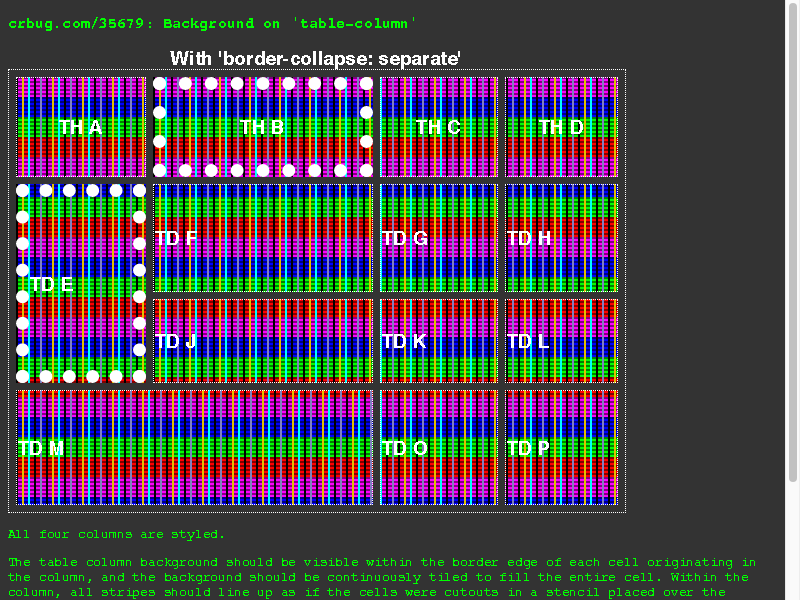 crbug.com/35679: Background on 'table-column'
With 'border-collapse: separate'
TH A TH B TH C TH D
TD E TD F TD G TD H
TD J TD K TD L
TD M TD O TD P
All four columns are styled.
The table column background should be visible within the border edge of each cell originating in
the column, and the background should be continuously tiled to fill the entire cell. Within the
column, all stripes should line up as if the cells were cutouts in a stencil placed over the